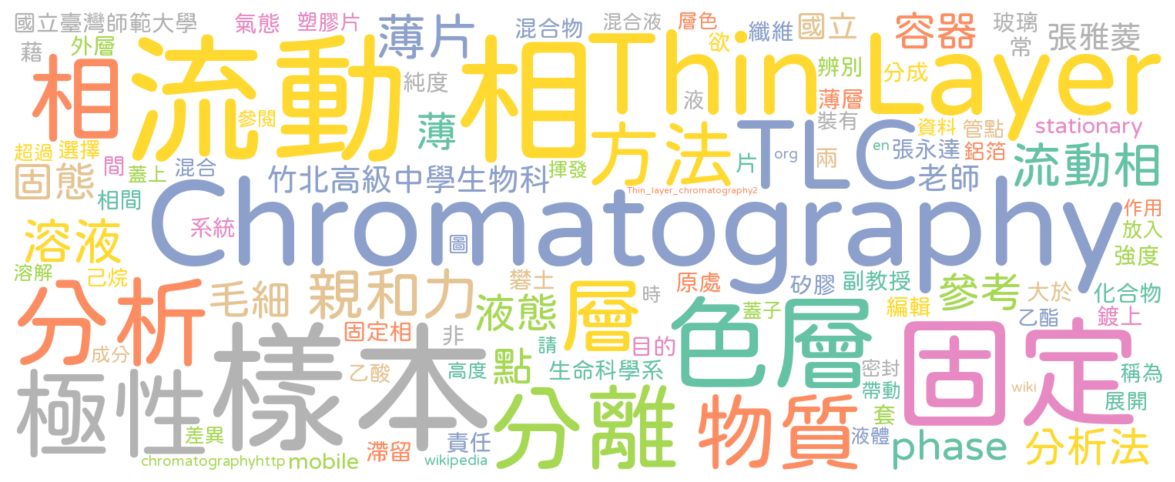 國立臺灣師範大學 氣態 塑膠片 薄片 混合物 混合液 層色 欲 纖維 國立 容器 玻璃 常 張雅菱
藉 外層 相 流動相 純度 Thin Layer 辨別 分成
參閱 薄 液 方法 薄層 裝有 TLC 資料 管點 stationary
超過 選擇 間 蓋上 混合 揮發 片 org 兩 en 張永達 鋁箔 流動相
固態 相間 竹北高級中學生物科 Thin_layer_chromatography2 老師
溶液 系統 Chromatography 圖 作用 放入 強度
溶解 己烷 毛細 親和力 礬土 原處 矽膠 副教授 參考 大於 化合物
分析 固定相 液態 層 時 蓋子 色層 編輯 乙酯 鍍上
成分 樣本 非 請 目的 固定 稱為
極性 乙酸 高度 點 生命科學系 密封 帶動 wiki 展開
差異 分離 物質 套
chromatographyhttp mobile 滯留 責任 wikipedia 液體 phase 分析法